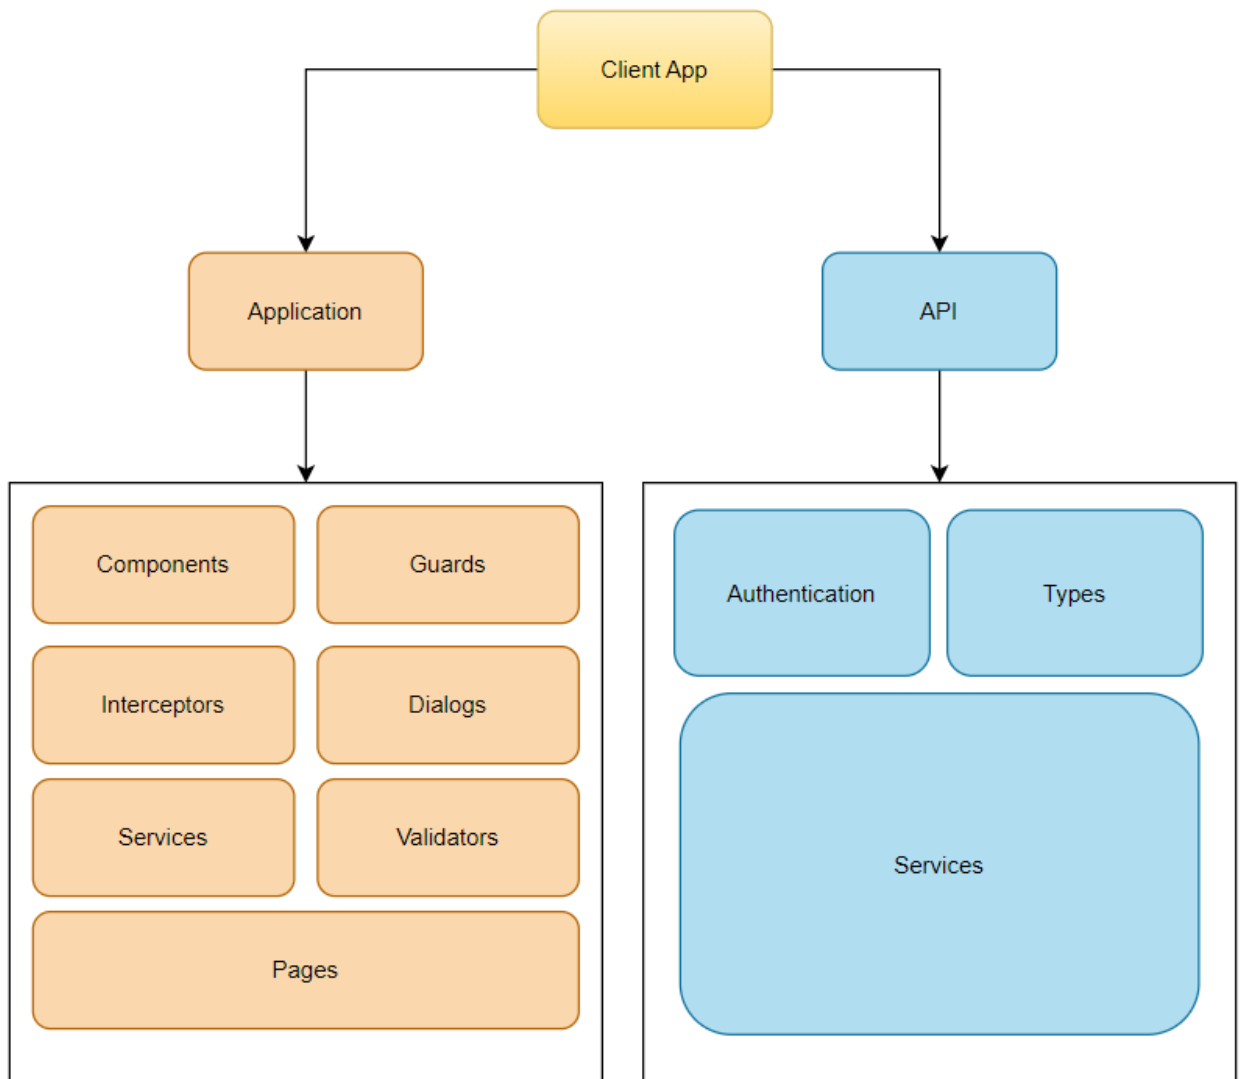 Client App
Application
API
Components
Guards
Interceptors
Dialogs
Services
Validators
Pages
Authentication
Types
Services